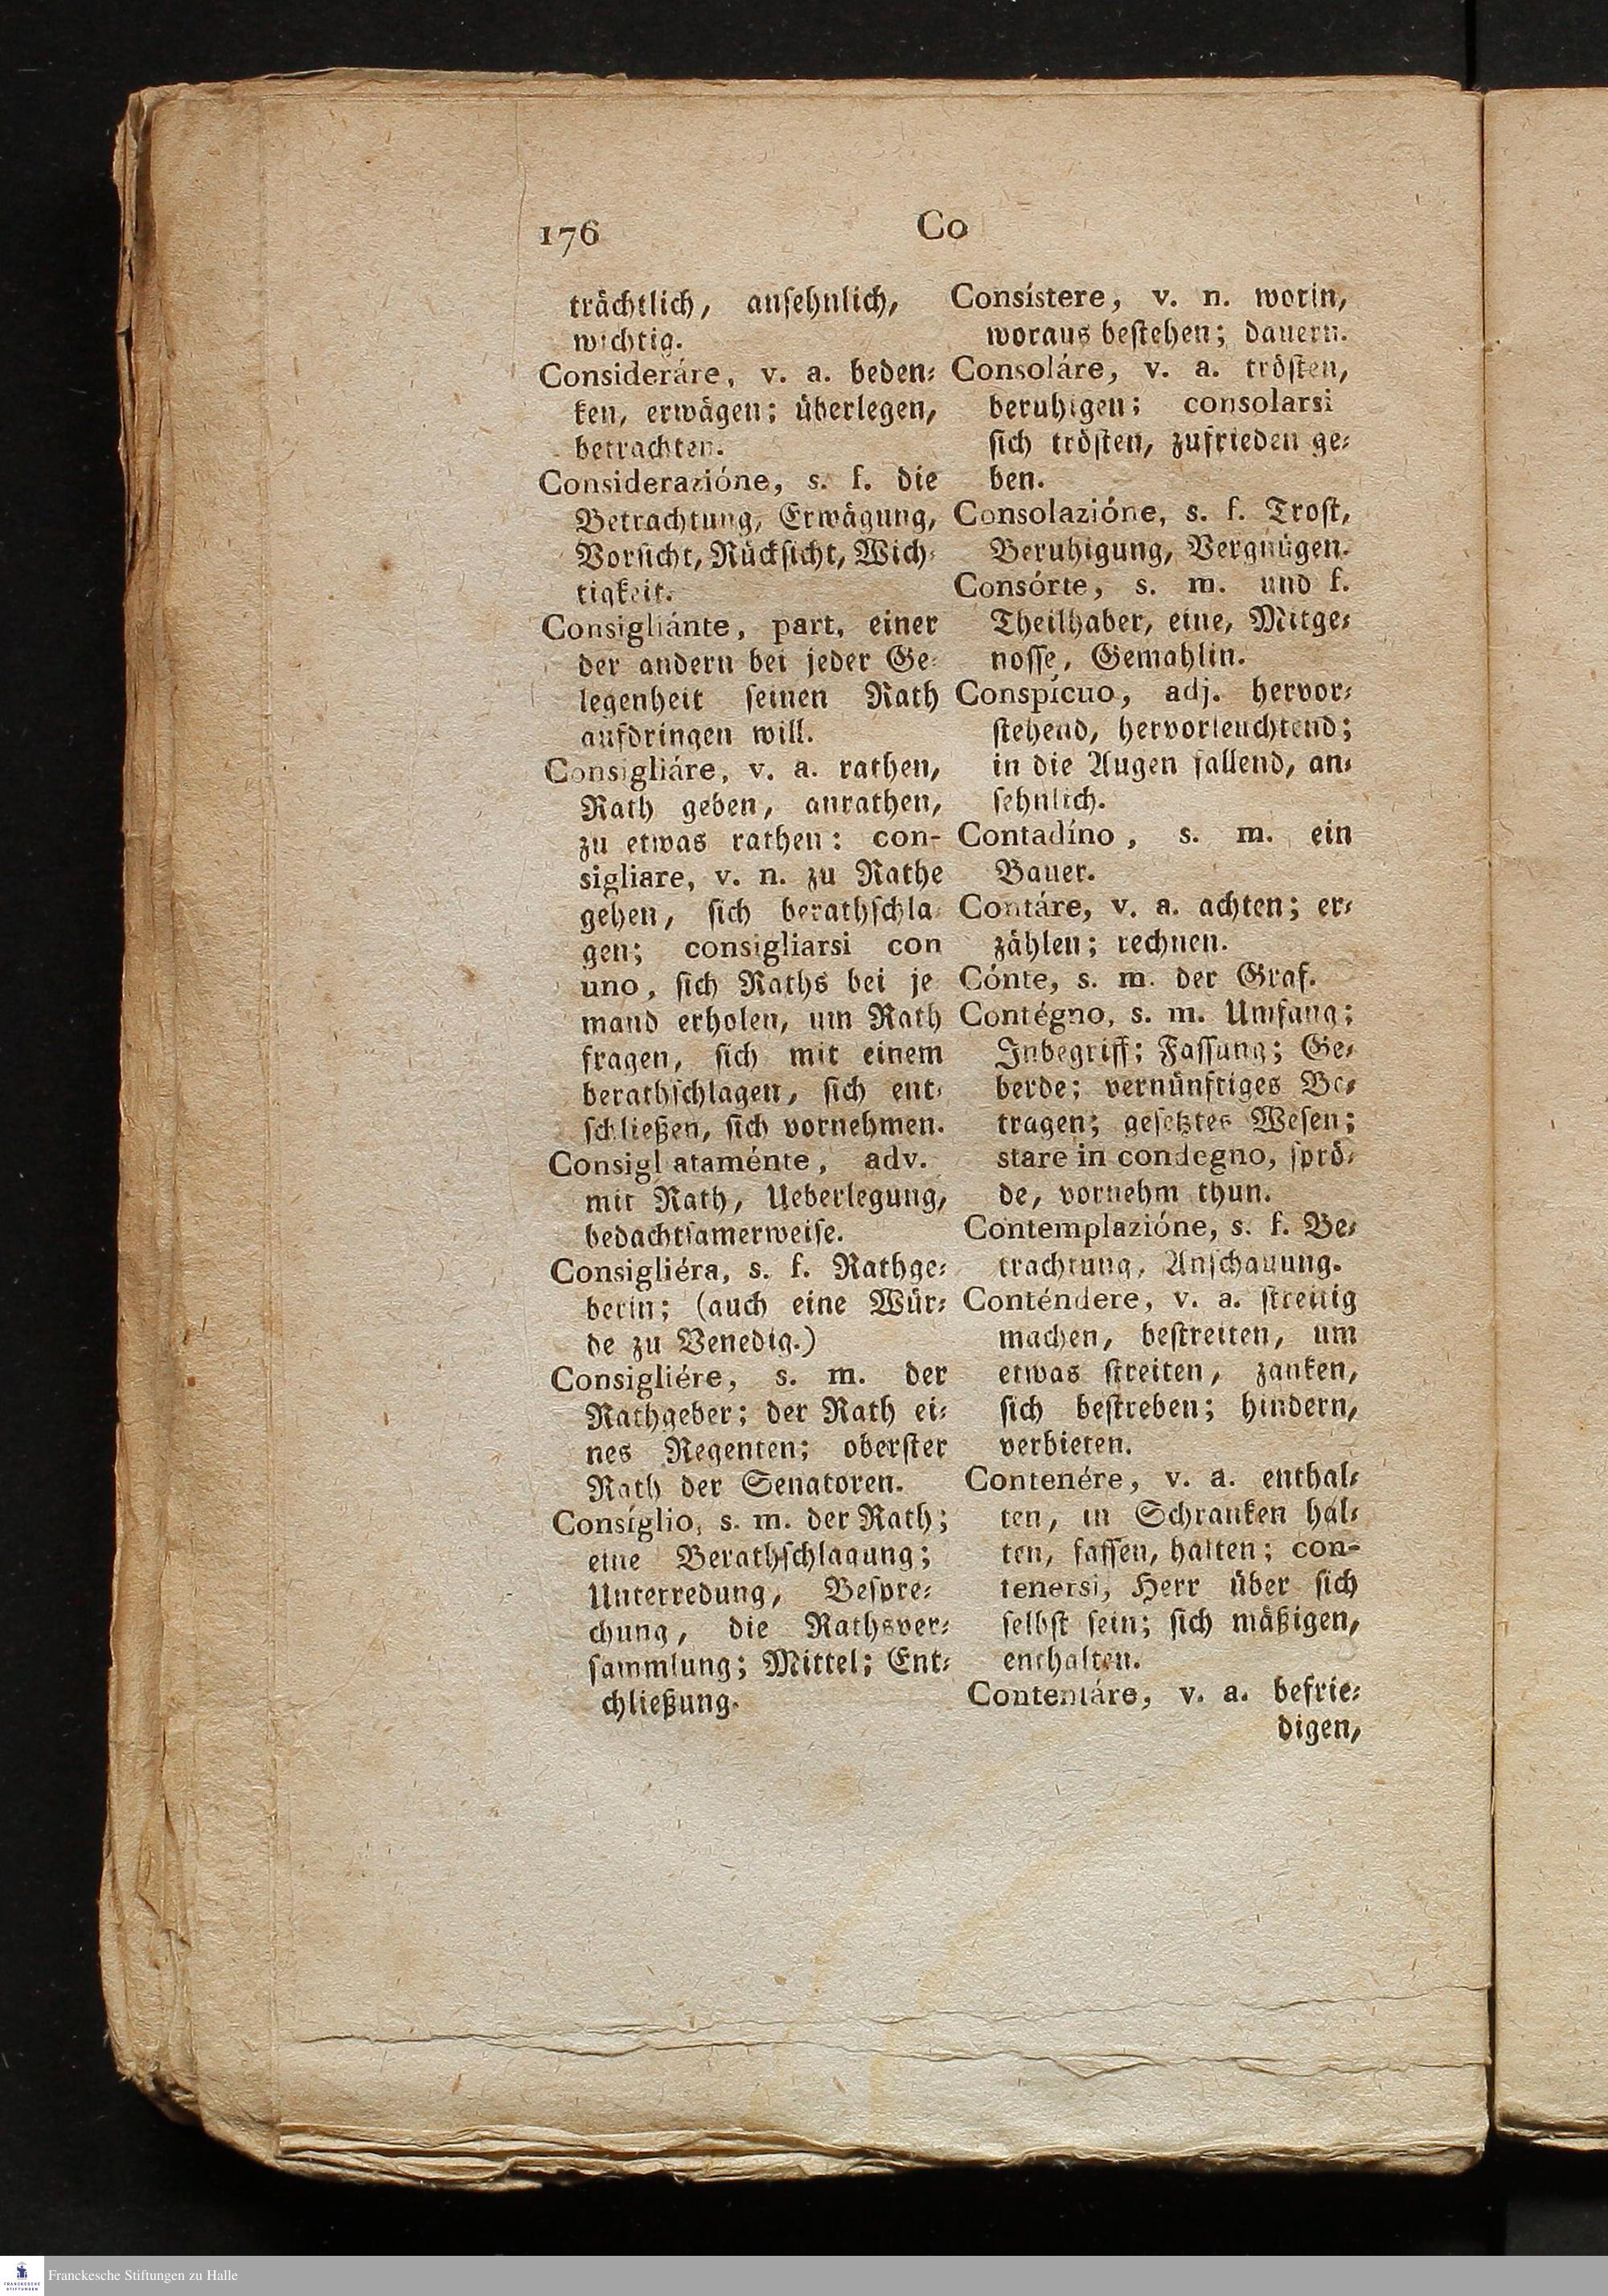 176
Co
trächtlich, ansehnlich,
wichtig.
Consideráre, v. a. beden⸗
ken, erwägen; überlegen,
betrachten.
Considerazióne, s. f. die
Betrachtung, Erwägung,
Vorsicht, Rücksicht, Wich⸗
tigkeit.
Consigliánte, part, einer
der andern bei jeder Ge⸗
legenheit seinen Rath
aufdringen will.
Consigliáre, v. a. rathen,
Rath geben, anrathen,
zu etwas rathen: con-
sigliare, v. n. zu Rathe
gehen, sich berathschla⸗
gen; consigliarsi con
uno, sich Raths bei je
mand erholen, um Rath
fragen, sich mit einem
berathschlagen, sich ent⸗
schließen, sich vornehmen.
Consigl ataménte, adv.
mit Rath, Ueberlegung,
bedachtsamerweise.
Consigliéra, s. f. Rathge⸗
berin; (auch eine Wür⸗
de zu Venedig.)
Consigliére, s. m. der
Rathgeber; der Rath ei⸗
nes Regenten; oberster
Rath der Senatoren.
Consíglio, s. m. der Rath;
eine Berathschlagung;
Unterredung, Bespre⸗
chung, die Rathsver⸗
sammlung; Mittel; Ent⸗
chließung.
Consístere, v. n. worin,
woraus bestehen; dauern.
Consoláre, v. a. trösten,
beruhigen; consolarsi
sich trösten, zufrieden ge⸗
ben.
Consolazióne, s. f. Trost,
Beruhigung, Vergnügen.
Consórte, s. m. und f.
Theilhaber, eine, Mitge⸗
nosse, Gemahlin.
Conspícuo, adj. hervor⸗
stehend, hervorleuchtend;
in die Augen fallend, an⸗
sehnlich.
Contadíno, s. m. ein
Bauer.
Contáre, v. a. achten; er⸗
zählen; rechnen.
Cónte, s. m. der Graf.
Contégno, s. m. Umfang;
Inbegriff; Fassung; Ge⸗
berde; vernünftiges Be⸗
tragen; gesetztes Wesen;
stare in condegno, sprö⸗
de, vornehm thun.
Contemplazióne, s. f. Be⸗
trachtung, Anschauung.
Conténdere, v. a. streitig
machen, bestreiten, um
etwas streiten, zanken,
sich bestreben; hindern,
verbieten.
Contenére, v. a. enthal⸗
ten, in Schranken hal⸗
ten, fassen, halten; con-
tenersi, Herr über sich
selbst sein; sich mäßigen,
enthalten.
Contentáre, v. a. befrie⸗
digen,
Franckesche Stiftungen zu Halle
FRANCKESCHE
STIFTUNGEN